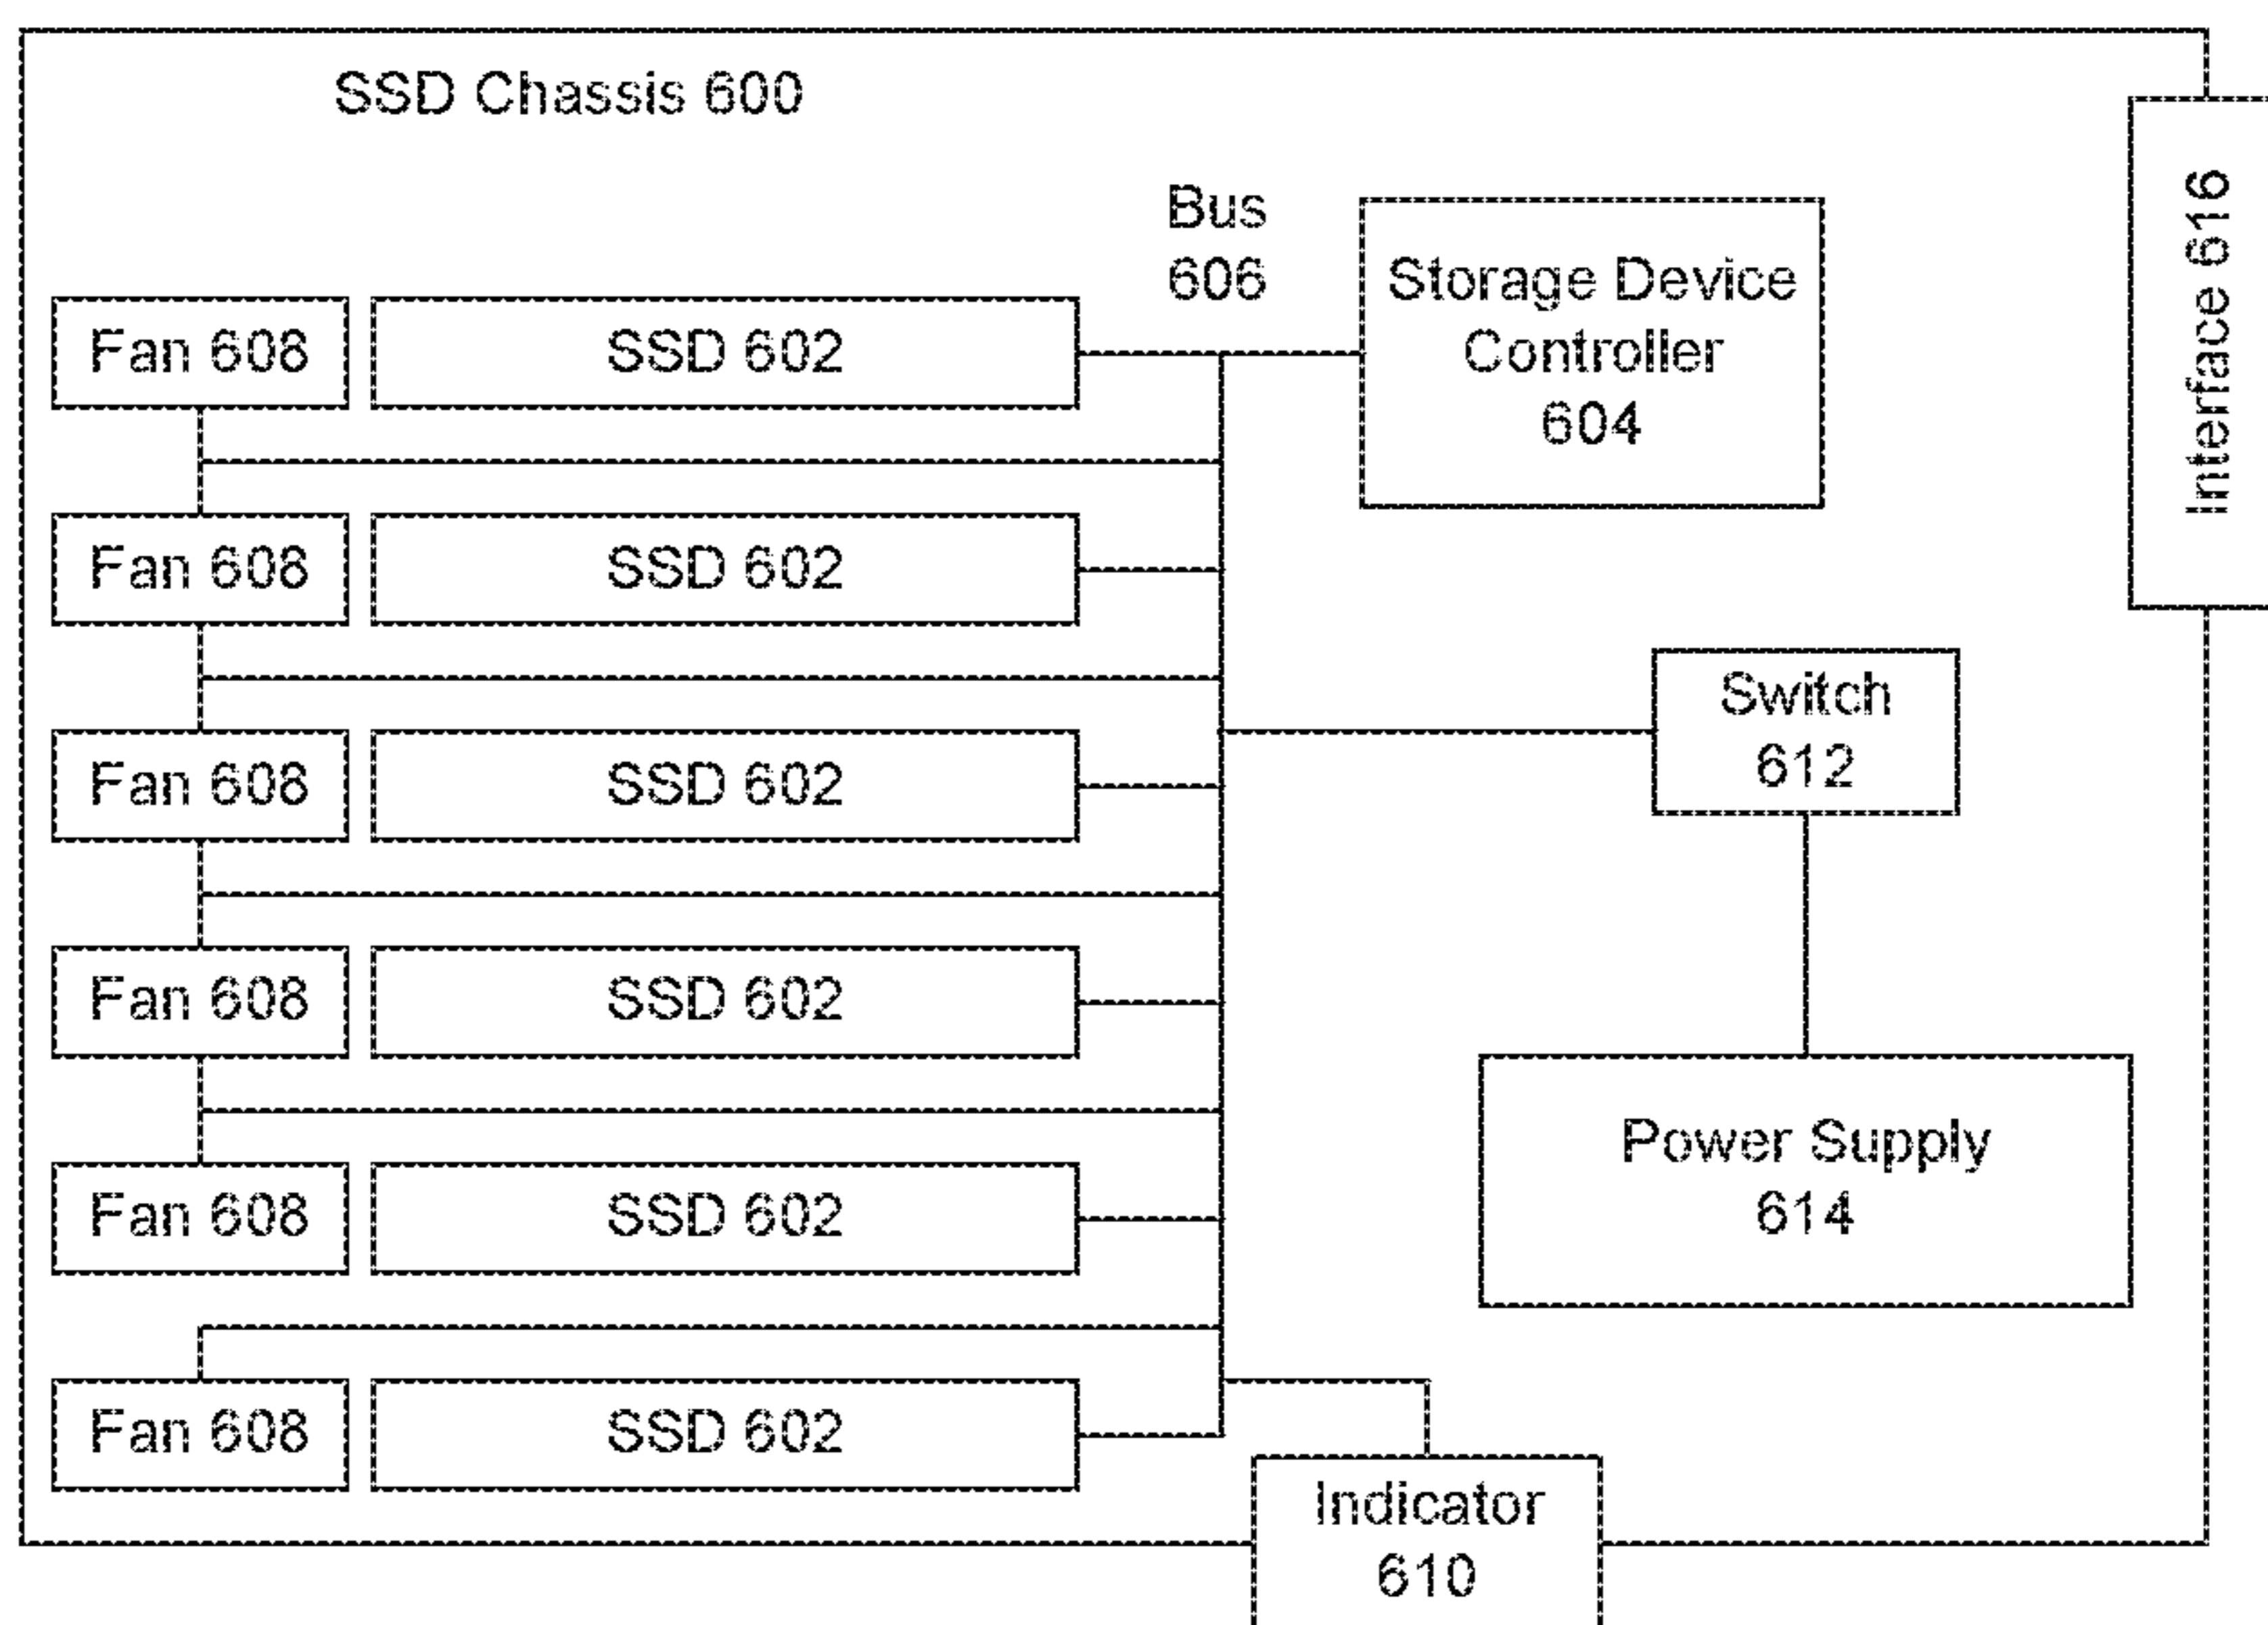 SSD Chassis 600
Bus
606
Storage Device
Controller
604
Interface 616
Fan 608
SSD 602
Fan 608
SSD 602
Switch
612
Fan 608
SSD 602
Fan 608
SSD 602
Power Supply
614
Fan 608
SSD 602
Fan 608
SSD 602
Indicator
610